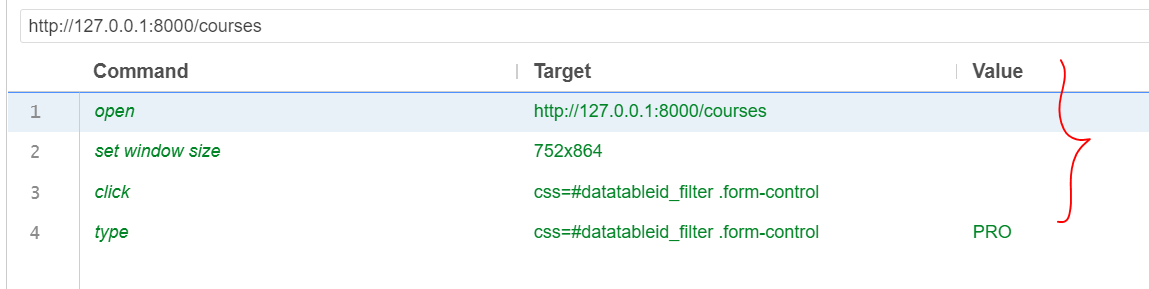 http://127.0.0.1:8000/courses
Command Target Value
1 open http://127.0.0.1:8000/courses
2 set window size 752x864
3 click css=#datatableid_filter .form-control
4 type css=#datatableid_filter .form-control PRO